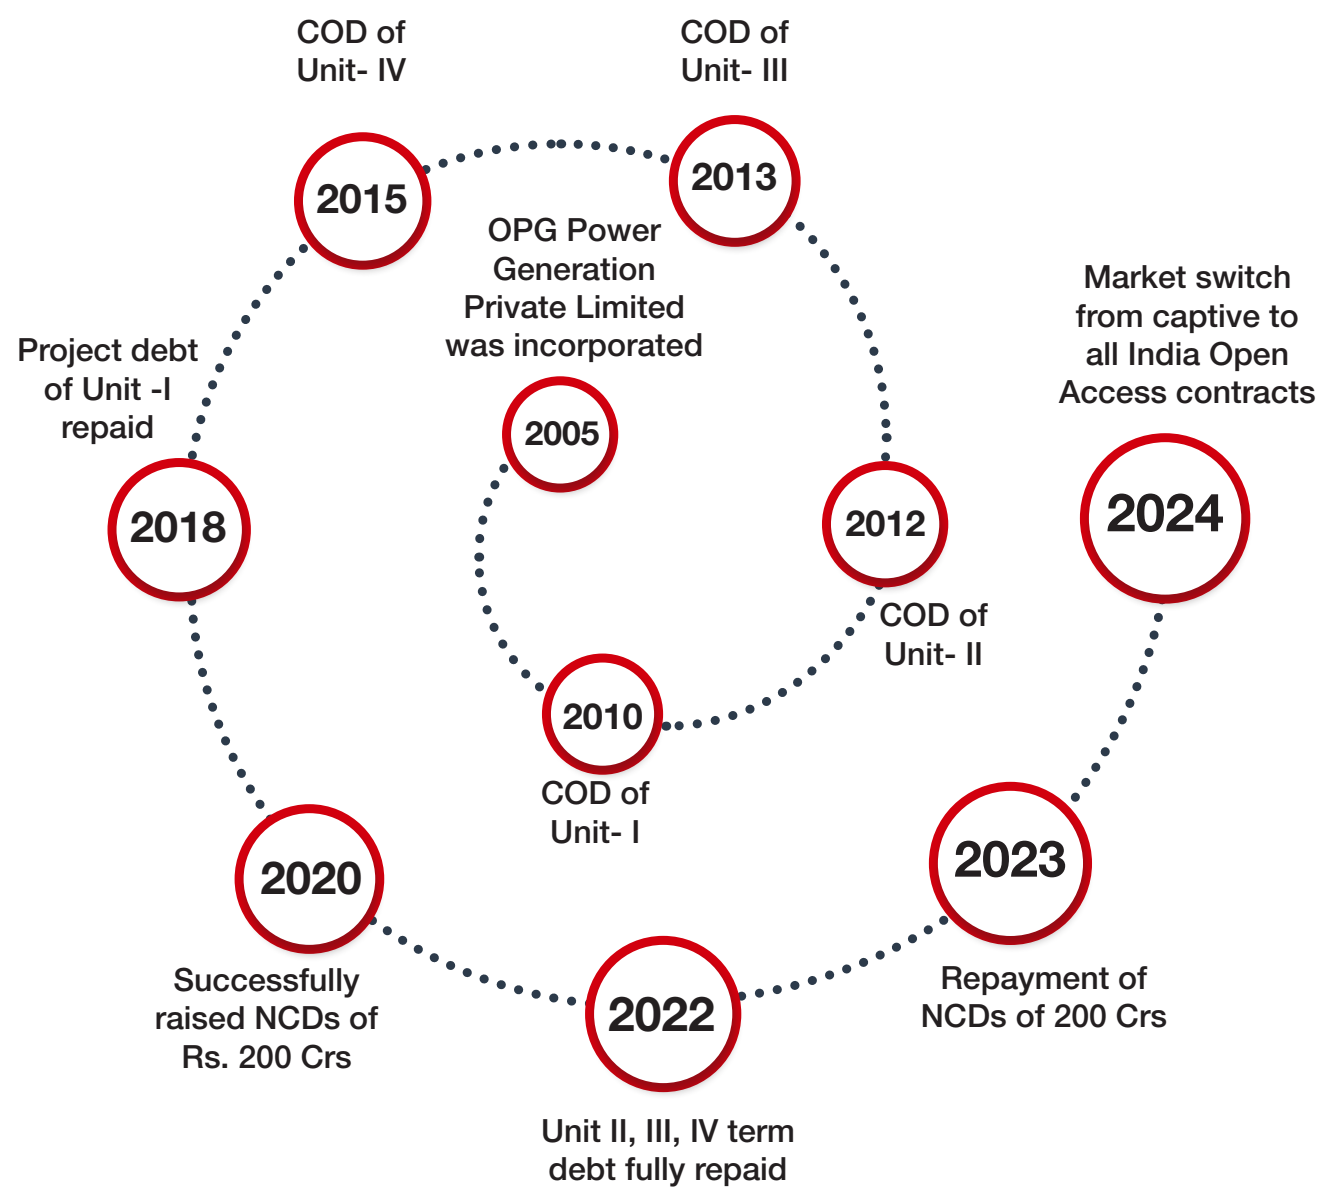 COD of
Unit- IV
2015
COD of
Unit- III
2013
OPG Power
Generation
Private Limited
was incorporated
2005
Market switch
from captive to
all India Open
Access contracts
2024
Project debt
of Unit -I
repaid
2018
2012
COD of
Unit- II
2010
COD of
Unit- I
2020
Successfully
raised NCDs of
Rs. 200 Crs
2022
Unit II, III, IV term
debt fully repaid
2023
Repayment of
NCDs of 200 Crs